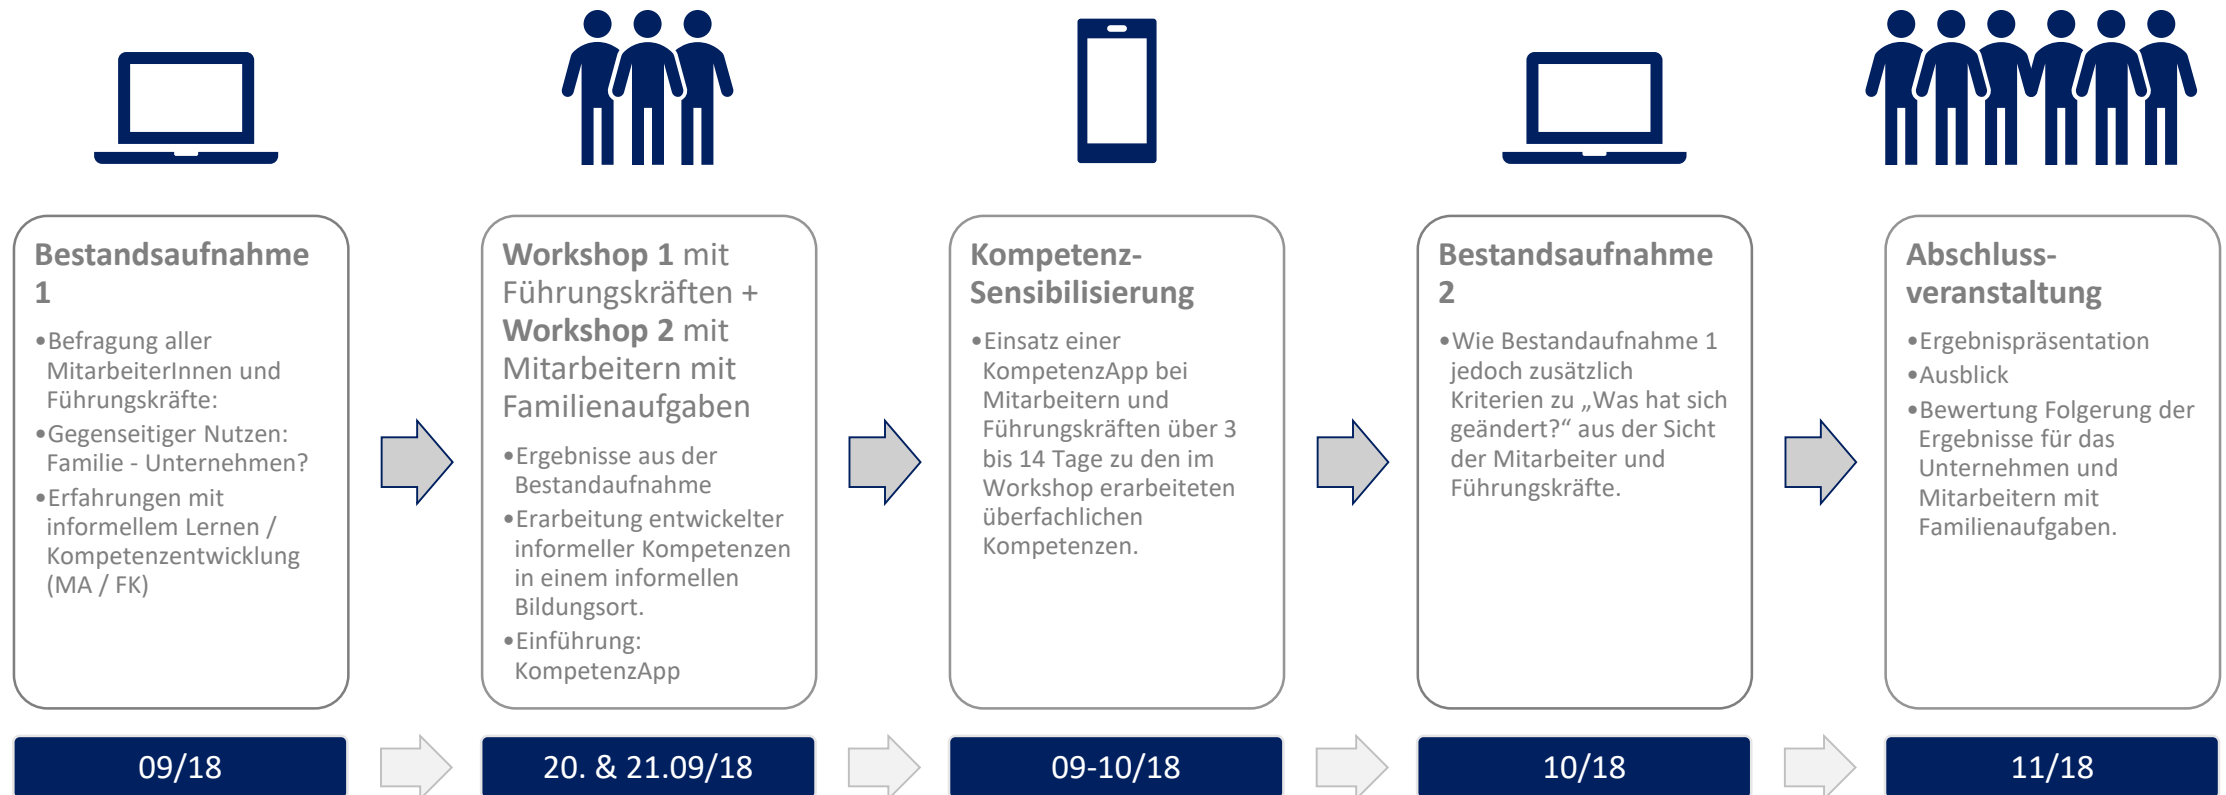 Bestandsaufnahme
1
•Befragung aller
MitarbeiterInnen und
Führungskräfte:
•Gegenseitiger Nutzen:
Familie - Unternehmen?
•Erfahrungen mit
informellem Lernen /
Kompetenzentwicklung
(MA / FK)
09/18
Workshop 1 mit
Führungskräften +
Workshop 2 mit
Mitarbeitern mit
Familienaufgaben
•Ergebnisse aus der
Bestandaufnahme
•Erarbeitung entwickelter
informeller Kompetenzen
in einem informellen
Bildungsort.
•Einführung:
KompetenzApp
20. & 21.09/18
Kompetenz-
Sensibilisierung
•Einsatz einer
KompetenzApp bei
Mitarbeitern und
Führungskräften über 3
bis 14 Tage zu den im
Workshop erarbeiteten
überfachlichen
Kompetenzen.
09-10/18
Bestandsaufnahme
2
•Wie Bestandaufnahme 1
jedoch zusätzlich
Kriterien zu „Was hat sich
geändert?“ aus der Sicht
der Mitarbeiter und
Führungskräfte.
10/18
Abschluss-
veranstaltung
•Ergebnispräsentation
•Ausblick
•Bewertung Folgerung der
Ergebnisse für das
Unternehmen und
Mitarbeitern mit
Familienaufgaben.
11/18